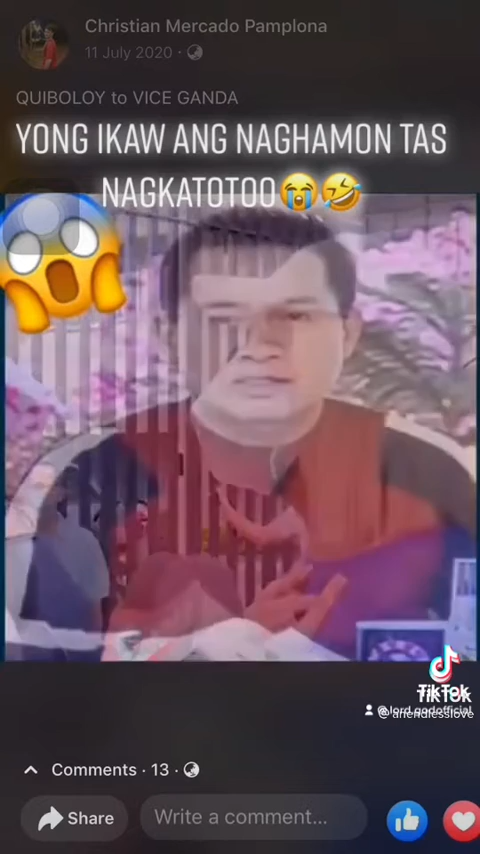 Christian Mercado Pamplona
11 July 2020 ·
QUIBOLOY to VICE GANDA
YONG IKAW ANG NAGHAMON TAS
NAGKATOTOO😭🤣
TikTok
TikTok
Comments · 13 ·
Share
Write a comment...